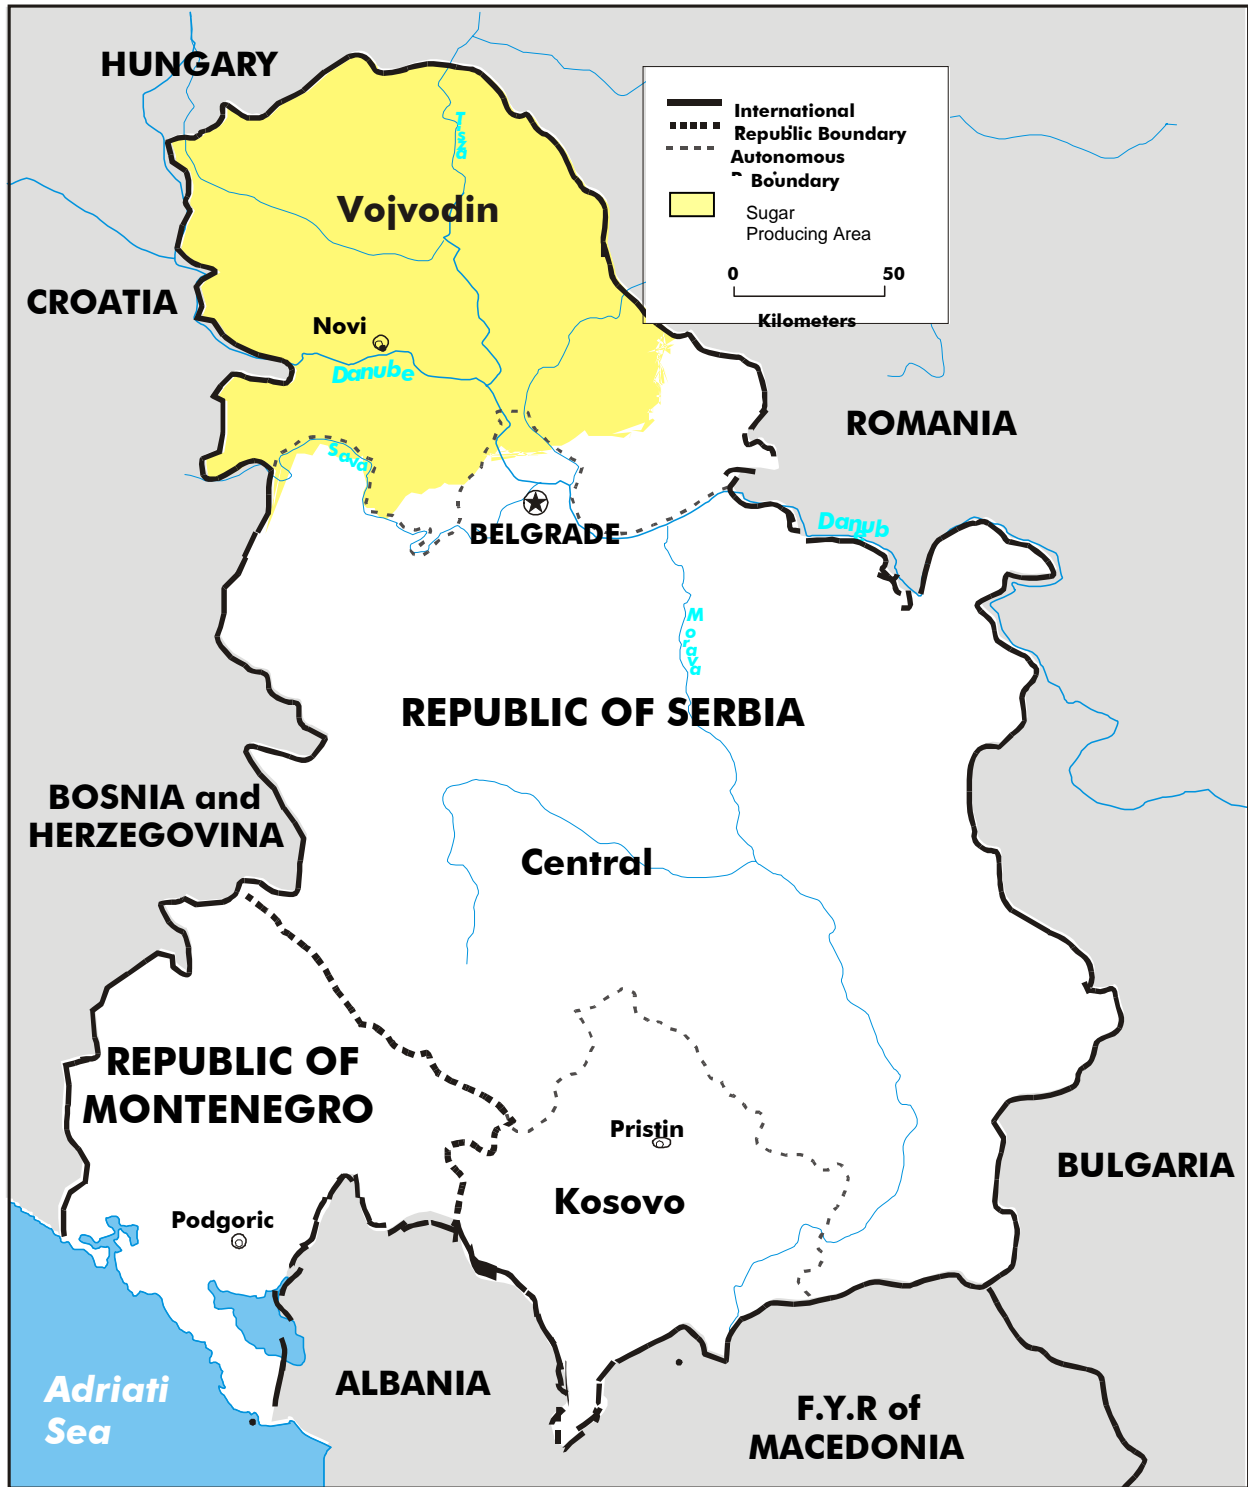 HUNGARY
International
Republic Boundary
Autonomous
Boundary
Sugar
Producing Area
0 50
Kilometers
Tisza
Vojvodin
CROATIA
Novi
Danube
ROMANIA
Sava
BELGRADE
Danub
Morava
REPUBLIC OF SERBIA
BOSNIA and
HERZEGOVINA
Central
REPUBLIC OF
MONTENEGRO
Pristin
BULGARIA
Kosovo
Podgoric
ALBANIA
Adriati
Sea
F.Y.R of
MACEDONIA